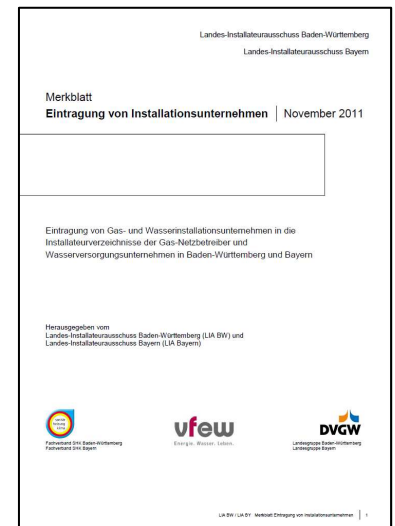 Landes-Installateurausschuss Baden-Württemberg
Landes-Installateurausschuss Bayern
Merkblatt
Eintragung von Installationsunternehmen | November 2011
Eintragung von Gas- und Wasserinstallationsunternehmen in die
Installateurverzeichnisse der Gas-Netzbetreiber und
Wasserversorgungsunternehmen in Baden-Württemberg und Bayern
Herausgegeben vom
Landes-Installateurausschuss Baden-Württemberg (LIA BW) und
Landes-Installateurausschuss Bayern (LIA Bayern)
vfew
Energie. Wasser. Leben.
DVGW
Fachverband SHK Baden-Württemberg
Fachverband SHK Bayern
Landesgruppe Baden-Württemberg
Landesgruppe Bayern
LIA BW / LIA BY Merkblatt Eintragung von Installationsunternehmen | 1